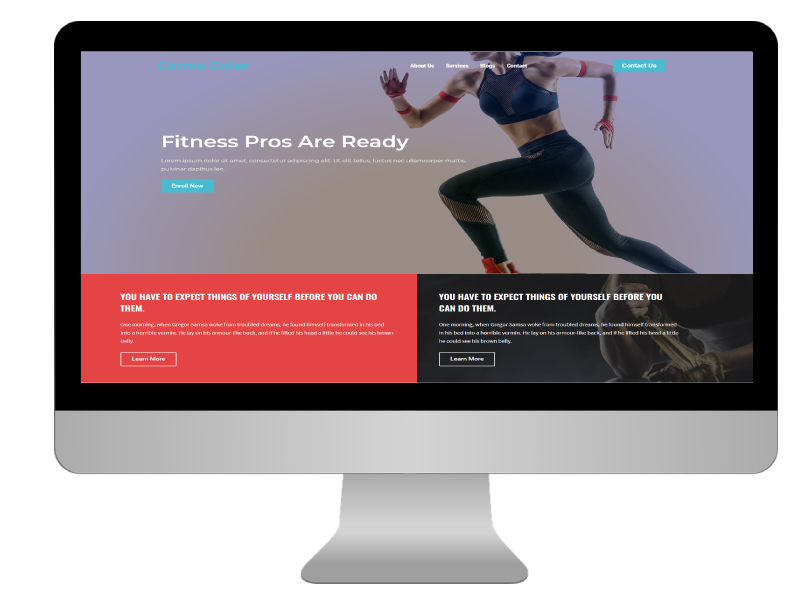 About Us Services Blogs Contact Contact Us
Fitness Pros Are Ready
Lorem ipsum dolor sit amet, consectetur adipiscing elit. Ut elit tellus, luctus nec ullamcorper mattis,
pulvinar dapibus leo.
Enroll Now
YOU HAVE TO EXPECT THINGS OF YOURSELF BEFORE YOU CAN DO
THEM.
One morning, when Gregor Samsa woke from troubled dreams, he found himself transformed in his bed
into a horrible vermin. He lay on his armour-like back, and if he lifted his head a little he could see his brown
belly.
Learn More
YOU HAVE TO EXPECT THINGS OF YOURSELF BEFORE YOU
CAN DO THEM.
One morning, when Gregor Samsa woke from troubled dreams, he found himself transformed
in his bed into a horrible vermin. He lay on his armour-like back, and if he lifted his head a little
he could see his brown belly.
Learn More